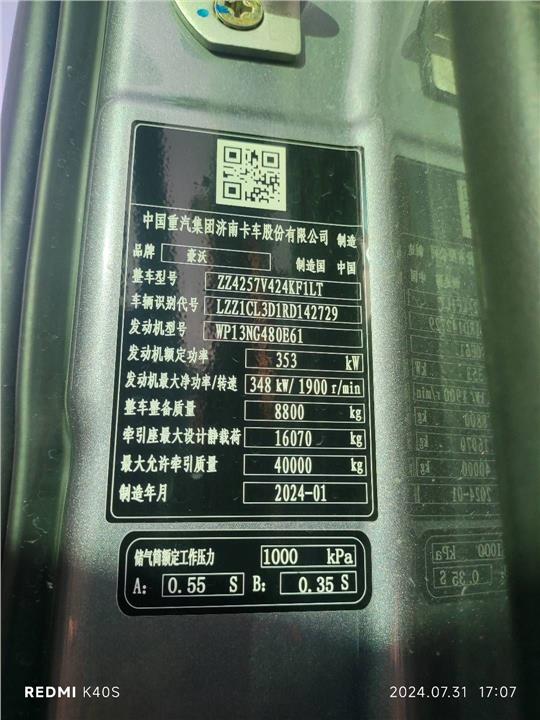 中国重汽集团济南卡车股份有限公司 制造
品牌 豪沃 制造国 中国
整车型号 ZZ4257V424KF1LT
车辆识别代号 LZZ1CL3D1RD142729
发动机型号 WP13NG480E61
发动机额定功率 353 kW
发动机最大净功率/转速 348 kW/ 1900 r/min
整车整备质量 8800 kg
牵引座最大设计静载荷 16070 kg
最大允许牵引质量 40000 kg
制造年月 2024-01
储气筒额定工作压力 1000 kPa
A: 0.55 S B: 0.35 S
REDMI K40S 2024.07.31 17:07